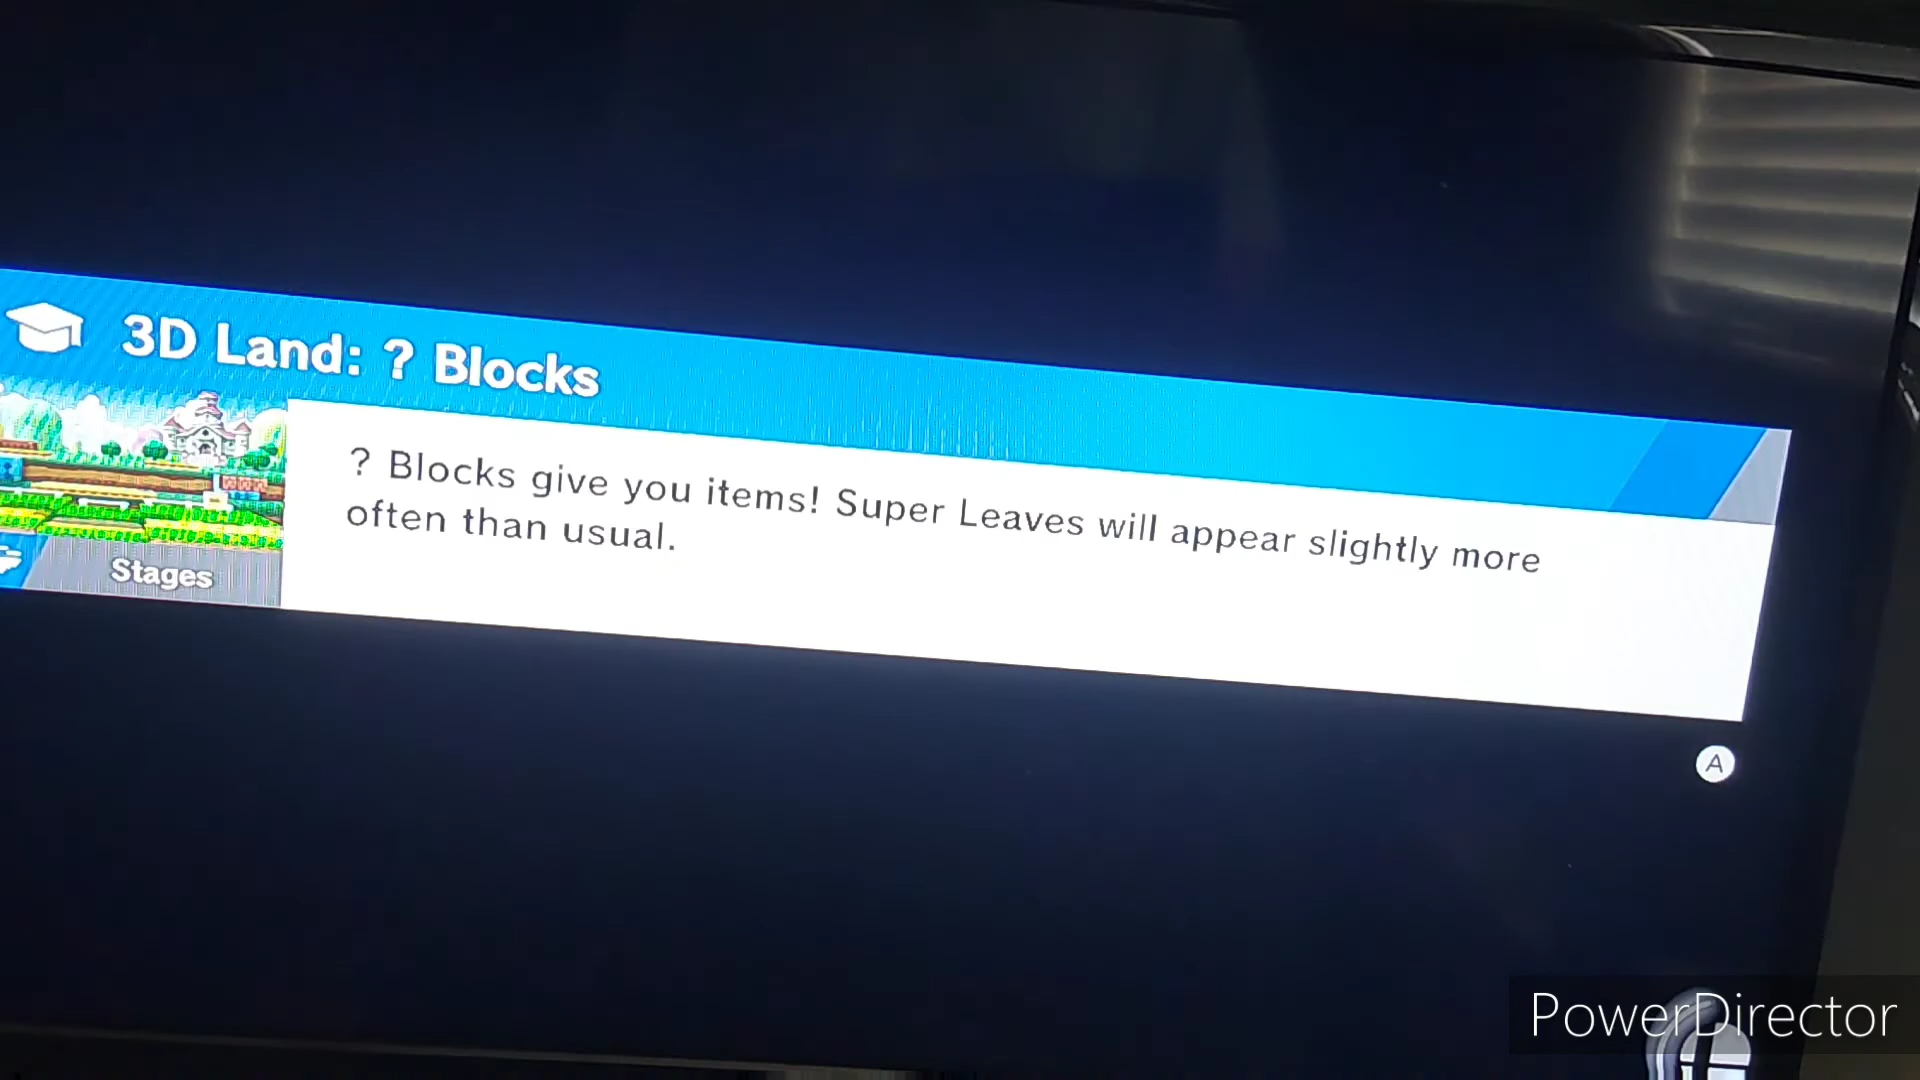 3D Land: ? Blocks
? Blocks give you items! Super Leaves will appear slightly more
often than usual.
Stages
A
PowerDirector